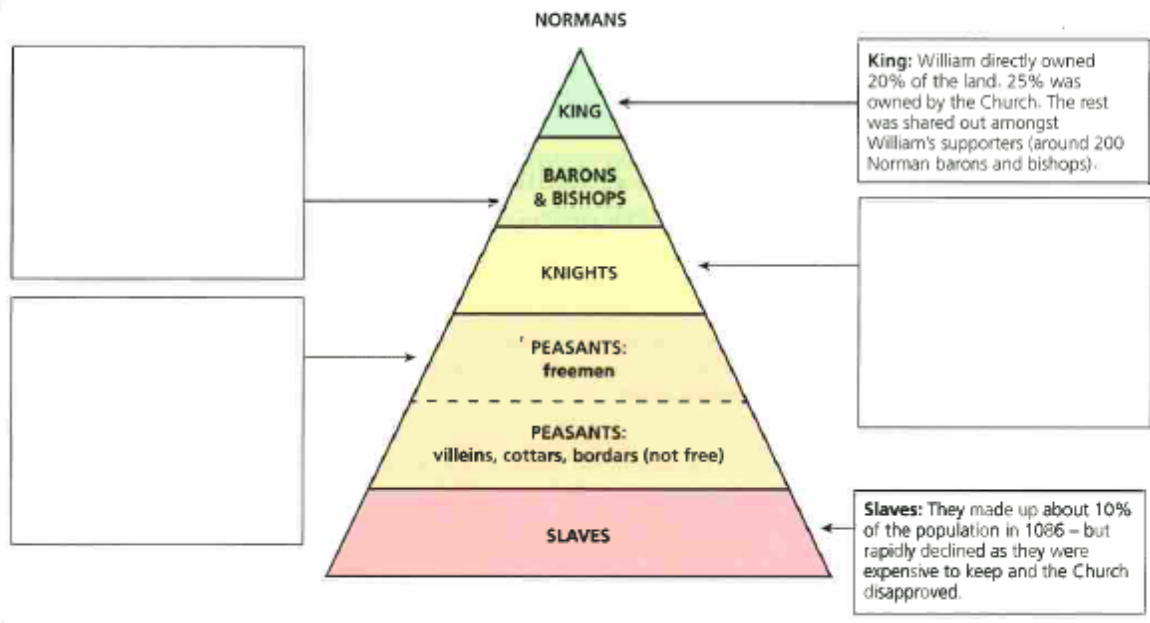 NORMANS
King: William directly owned
20% of the land. 25% was
owned by the Church. The rest
was shared out amongst
William's supporters (around 200
Norman barons and bishops).
KING
BARONS
& BISHOPS
KNIGHTS
PEASANTS:
freemen
PEASANTS:
villeins, cottars, bordars (not free)
SLAVES
Slaves: They made up about 10%
of the population in 1086 – but
rapidly declined as they were
expensive to keep and the Church
disapproved.